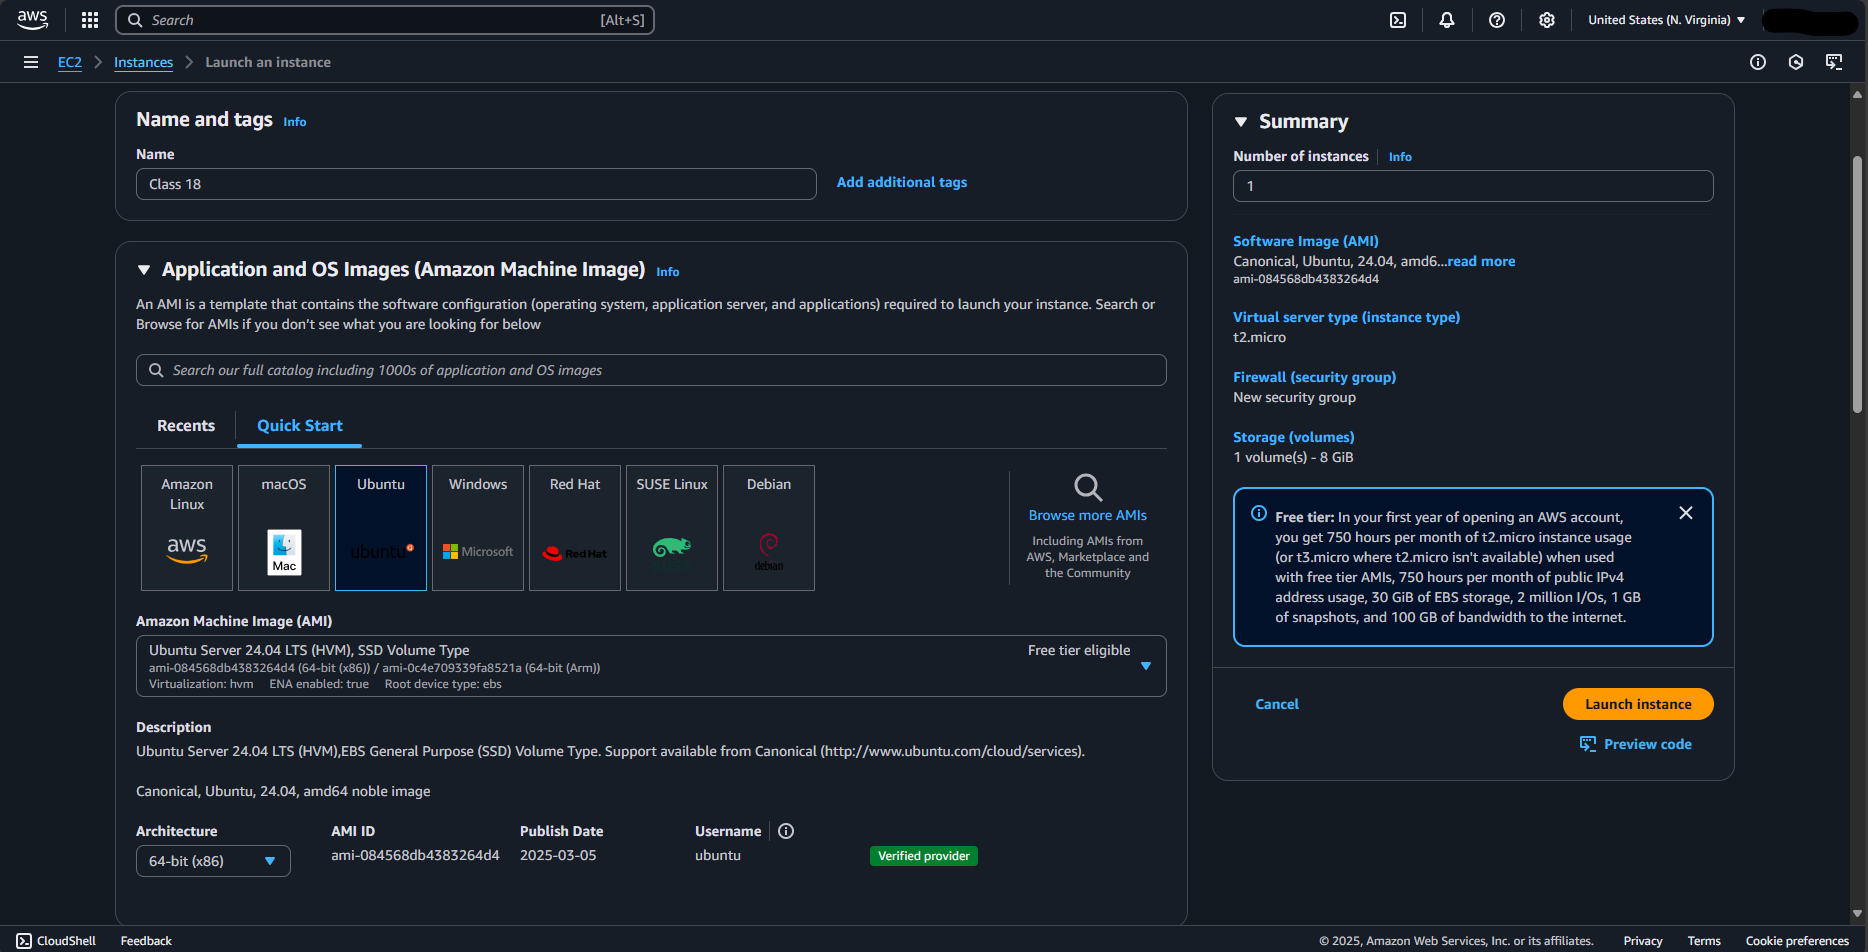 aws
Search
[Alt+S]
United States (N. Virginia)
EC2
Instances
Launch an instance
Name and tags Info
Name
Class 18
Add additional tags
Application and OS Images (Amazon Machine Image) Info
An AMI is a template that contains the software configuration (operating system, application server, and applications) required to launch your instance. Search or
Browse for AMIs if you don't see what you are looking for below
Search our full catalog including 1000s of application and OS images
Recents
Quick Start
Amazon
Linux
aws
macOS
Mac
Ubuntu
ubuntu
Windows
Microsoft
Red Hat
Red Hat
SUSE Linux
Debian
debian
Browse more AMIs
Including AMIs from
AWS, Marketplace and
the Community
Amazon Machine Image (AMI)
Ubuntu Server 24.04 LTS (HVM), SSD Volume Type
Free tier eligible
ami-084568db4383264d4 (64-bit (x86)) / ami-0c4e709339fa8521a (64-bit (Arm))
Virtualization: hvm ENA enabled: true Root device type: ebs
Description
Ubuntu Server 24.04 LTS (HVM),EBS General Purpose (SSD) Volume Type. Support available from Canonical (http://www.ubuntu.com/cloud/services).
Canonical, Ubuntu, 24.04, amd64 noble image
Architecture
64-bit (x86)
AMI ID
ami-084568db4383264d4
Publish Date
2025-03-05
Username
ubuntu
Verified provider
Summary
Number of instances Info
1
Software Image (AMI)
Canonical, Ubuntu, 24.04, amd6...read more
ami-084568db4383264d4
Virtual server type (instance type)
t2.micro
Firewall (security group)
New security group
Storage (volumes)
1 volume(s) - 8 GiB
Free tier: In your first year of opening an AWS account,
you get 750 hours per month of t2.micro instance usage
(or t3.micro where t2.micro isn't available) when used
with free tier AMIs, 750 hours per month of public IPv4
address usage, 30 GiB of EBS storage, 2 million I/Os, 1 GB
of snapshots, and 100 GB of bandwidth to the internet.
Cancel
Launch instance
Preview code
CloudShell
Feedback
© 2025, Amazon Web Services, Inc. or its affiliates.
Privacy
Terms
Cookie preferences